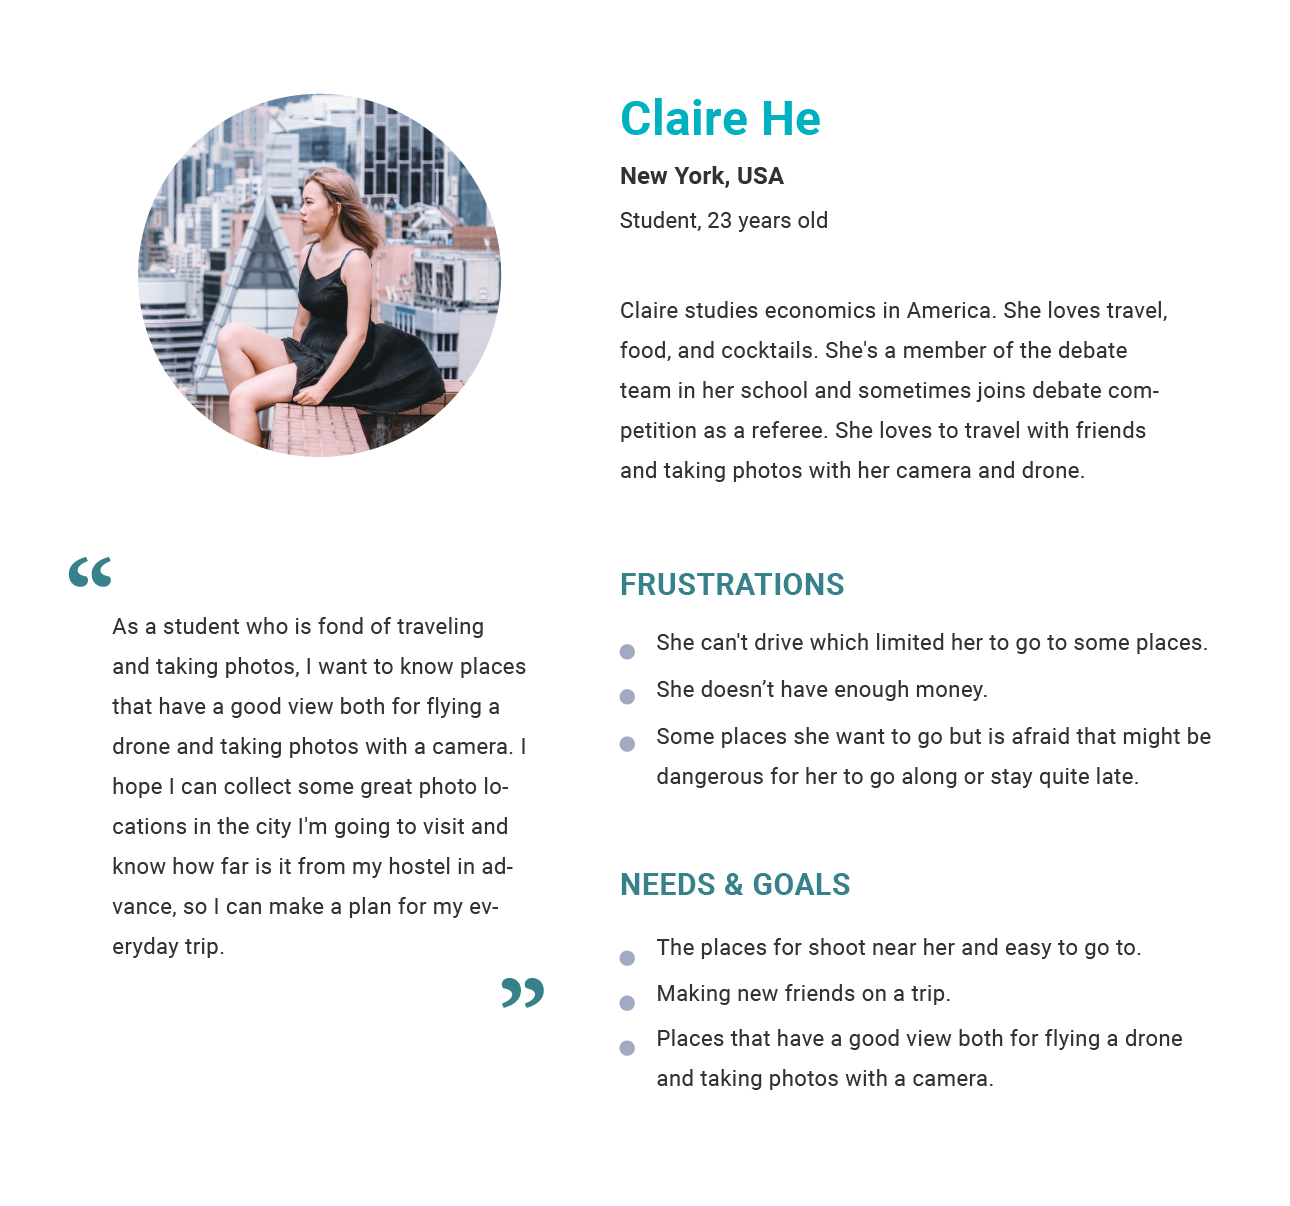 Claire He
New York, USA
Student, 23 years old
Claire studies economics in America. She loves travel,
food, and cocktails. She's a member of the debate
team in her school and sometimes joins debate com-
petition as a referee. She loves to travel with friends
and taking photos with her camera and drone.
“
As a student who is fond of traveling
and taking photos, I want to know places
that have a good view both for flying a
drone and taking photos with a camera. I
hope I can collect some great photo lo-
cations in the city I'm going to visit and
know how far is it from my hostel in ad-
vance, so I can make a plan for my ev-
eryday trip.
”
FRUSTRATIONS
She can't drive which limited her to go to some places.
She doesn’t have enough money.
Some places she want to go but is afraid that might be
dangerous for her to go along or stay quite late.
NEEDS & GOALS
The places for shoot near her and easy to go to.
Making new friends on a trip.
Places that have a good view both for flying a drone
and taking photos with a camera.